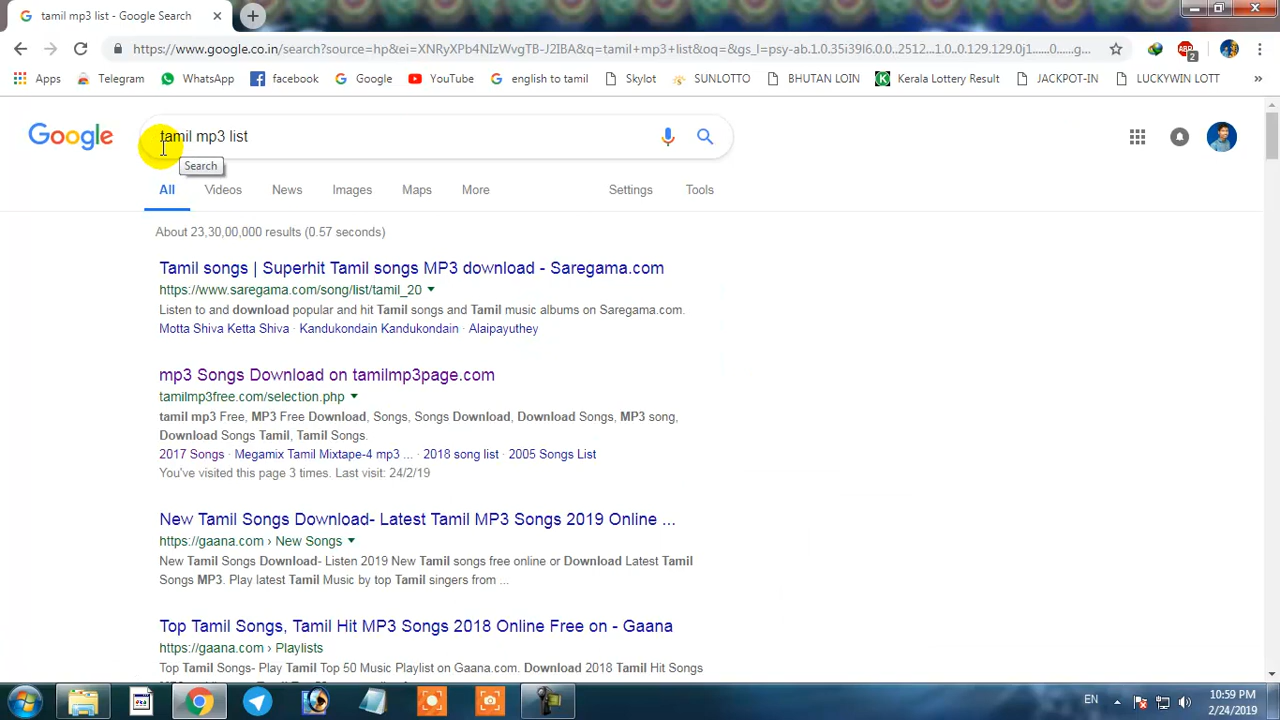 tamil mp3 list - Google Search
https://www.google.co.in/search?source=hp&ei=XNRyXPb4NIzWvgTB-J2IBA&q=tamil+mp3+list&oq=&gs_l=psy-ab.1.0.35i39l6.0.0..2512...1.0..0.129.129.0j1......0......g...
2
Apps Telegram WhatsApp facebook Google YouTube english to tamil Skylot SUNLOTTO BHUTAN LOIN Kerala Lottery Result JACKPOT-IN LUCKYWIN LOTT »
Google tamil mp3 list
Search
All Videos News Images Maps More Settings Tools
About 23,30,00,000 results (0.57 seconds)
Tamil songs | Superhit Tamil songs MP3 download - Saregama.com
https://www.saregama.com/song/list/tamil_20
Listen to and download popular and hit Tamil songs and Tamil music albums on Saregama.com.
Motta Shiva Ketta Shiva · Kandukondain Kandukondain · Alaipayuthey
mp3 Songs Download on tamilmp3page.com
tamilmp3free.com/selection.php
tamil mp3 Free, MP3 Free Download, Songs, Songs Download, Download Songs, MP3 song,
Download Songs Tamil, Tamil Songs.
2017 Songs · Megamix Tamil Mixtape-4 mp3 ... · 2018 song list · 2005 Songs List
You've visited this page 3 times. Last visit: 24/2/19
New Tamil Songs Download- Latest Tamil MP3 Songs 2019 Online ...
https://gaana.com › New Songs
New Tamil Songs Download- Listen 2019 New Tamil songs free online or Download Latest Tamil
Songs MP3. Play latest Tamil Music by top Tamil singers from ...
Top Tamil Songs, Tamil Hit MP3 Songs 2018 Online Free on - Gaana
https://gaana.com › Playlists
Top Tamil Songs- Play Tamil Top 50 Music Playlist on Gaana.com. Download 2018 Tamil Hit Songs
EN
10:59 PM
2/24/2019